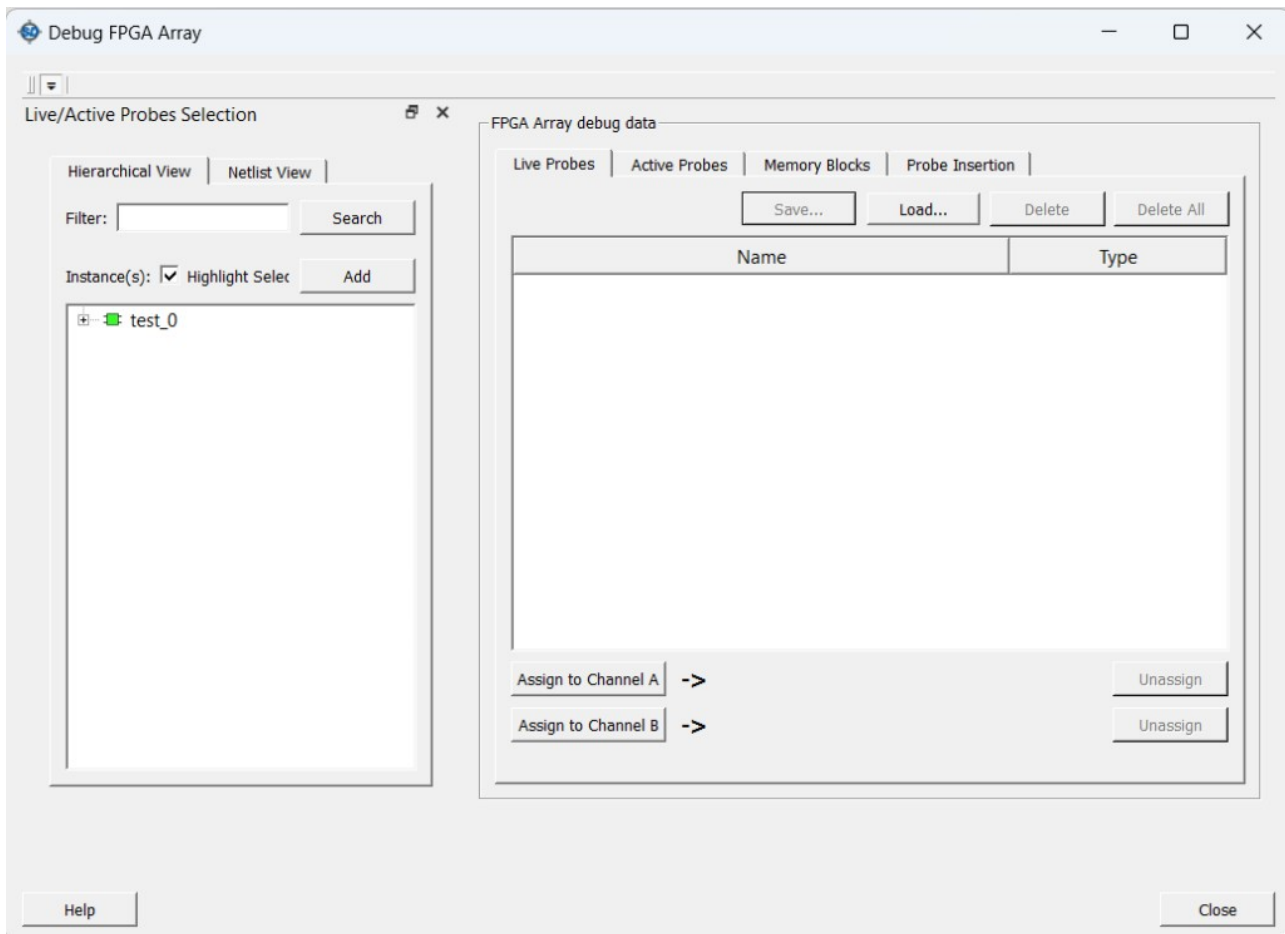 Debug FPGA Array
Live/Active Probes Selection
Hierarchical View
Netlist View
Filter:
Search
Instance(s):
Highlight Selec
Add
test_0
FPGA Array debug data
Live Probes
Active Probes
Memory Blocks
Probe Insertion
Save...
Load...
Delete
Delete All
Name
Type
Assign to Channel A
->
Unassign
Assign to Channel B
->
Unassign
Help
Close